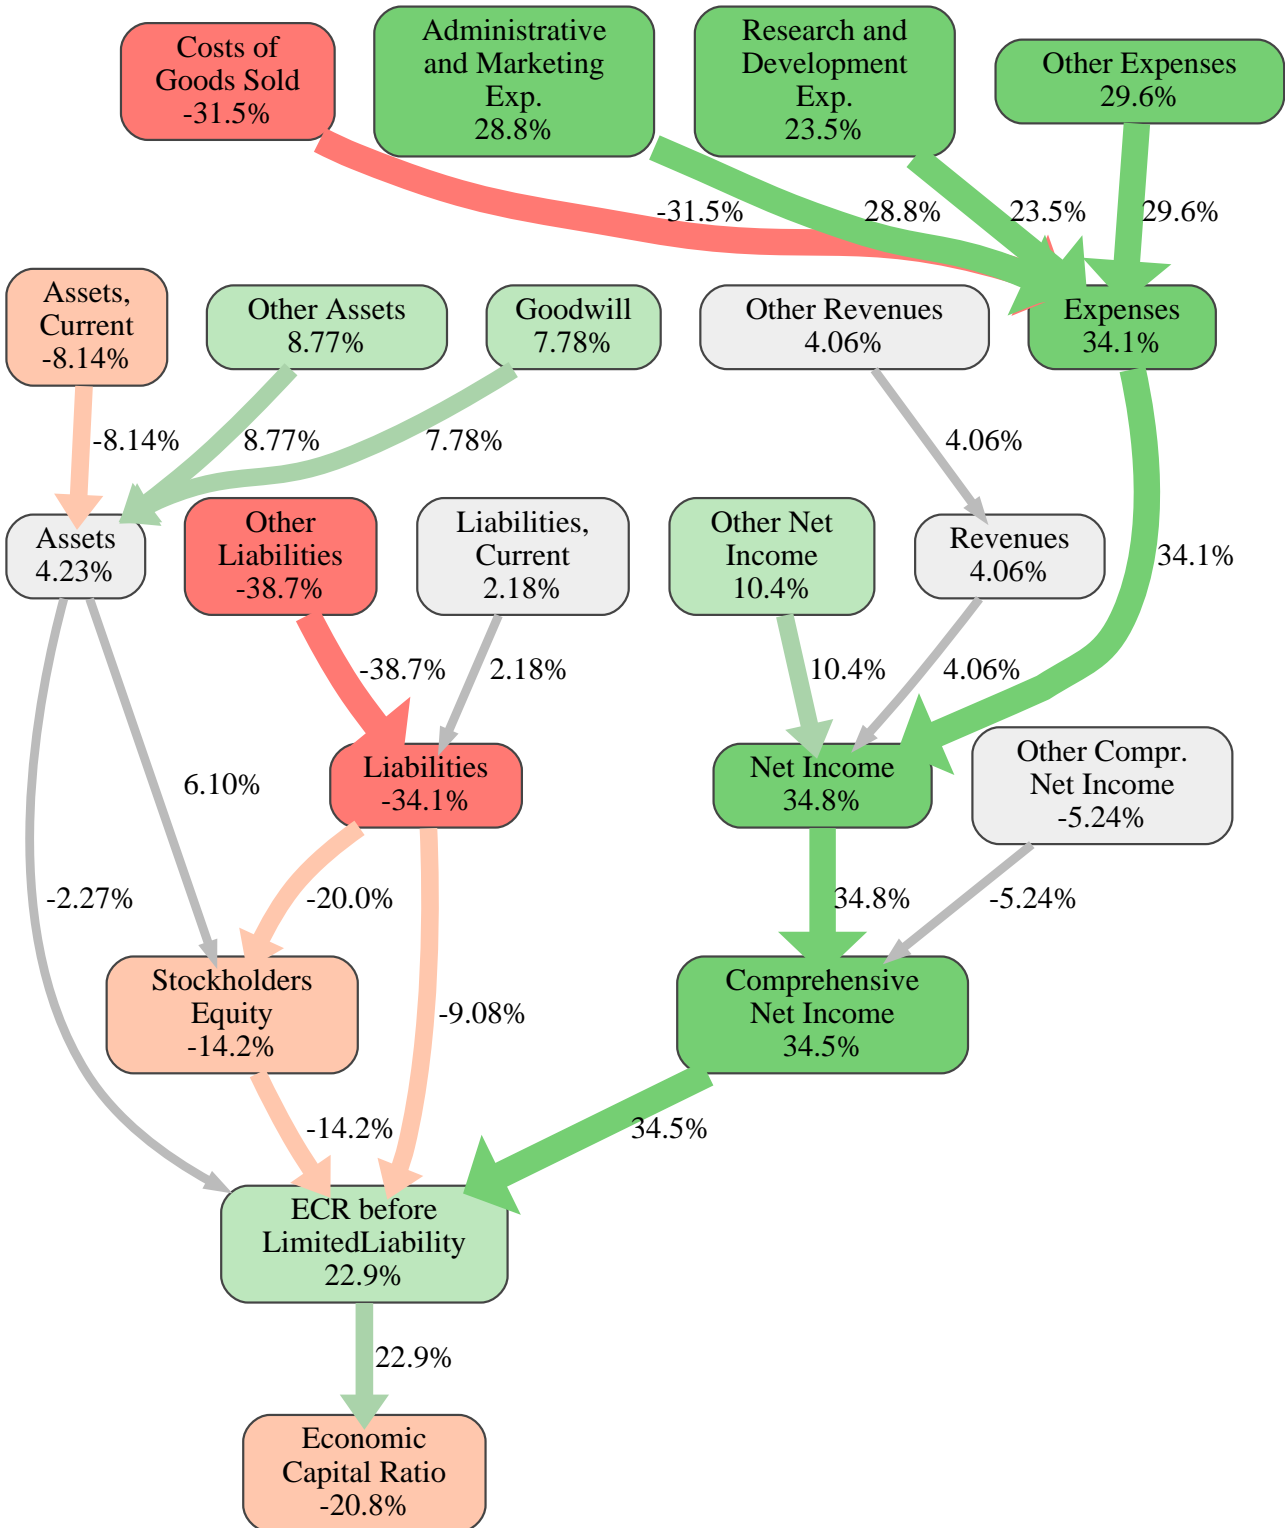 Costs of
Goods Sold
-31.5%
Administrative
and Marketing
Exp.
28.8%
Research and
Development
Exp.
23.5%
Other Expenses
29.6%
-31.5%
28.8%
23.5%
29.6%
Assets,
Current
-8.14%
Other Assets
8.77%
Goodwill
7.78%
Other Revenues
4.06%
Expenses
34.1%
-8.14%
8.77%
7.78%
4.06%
Assets
4.23%
Other
Liabilities
-38.7%
Liabilities,
Current
2.18%
Other Net
Income
10.4%
Revenues
4.06%
34.1%
-38.7%
2.18%
10.4%
4.06%
6.10%
Liabilities
-34.1%
Net Income
34.8%
Other Compr.
Net Income
-5.24%
-2.27%
-20.0%
34.8%
-5.24%
Stockholders
Equity
-14.2%
-9.08%
Comprehensive
Net Income
34.5%
-14.2%
34.5%
ECR before
LimitedLiability
22.9%
22.9%
Economic
Capital Ratio
-20.8%